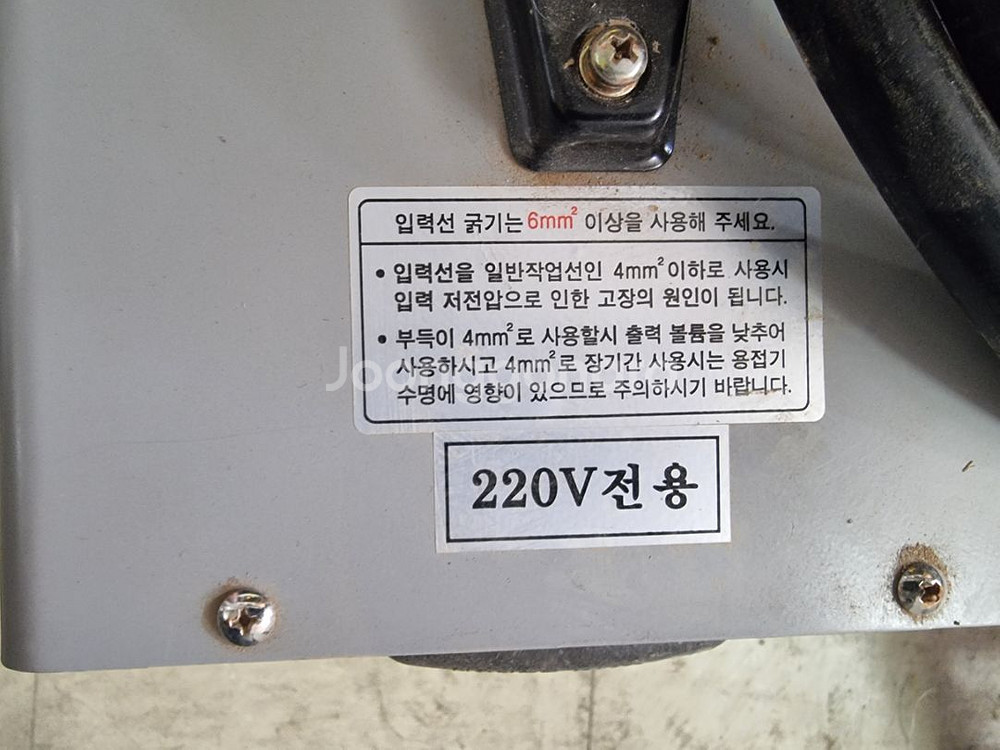 입력선 굵기는 6mm² 이상을 사용해 주세요.
• 입력선을 일반작업선인 4mm²이하로 사용시
입력 저전압으로 인한 고장의 원인이 됩니다.
• 부득이 4mm²로 사용할시 출력 볼륨을 낮추어
사용하시고 4mm²로 장기간 사용시는 용접기
수명에 영향이 있으므로 주의하시기 바랍니다.
220V전용